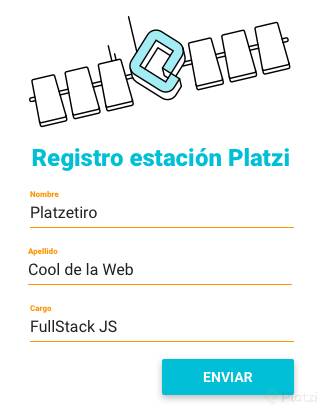 Registro estación Platzi
Nombre
Platzetiro
Apellido
Cool de la Web
Cargo
FullStack JS
ENVIAR
Platzi